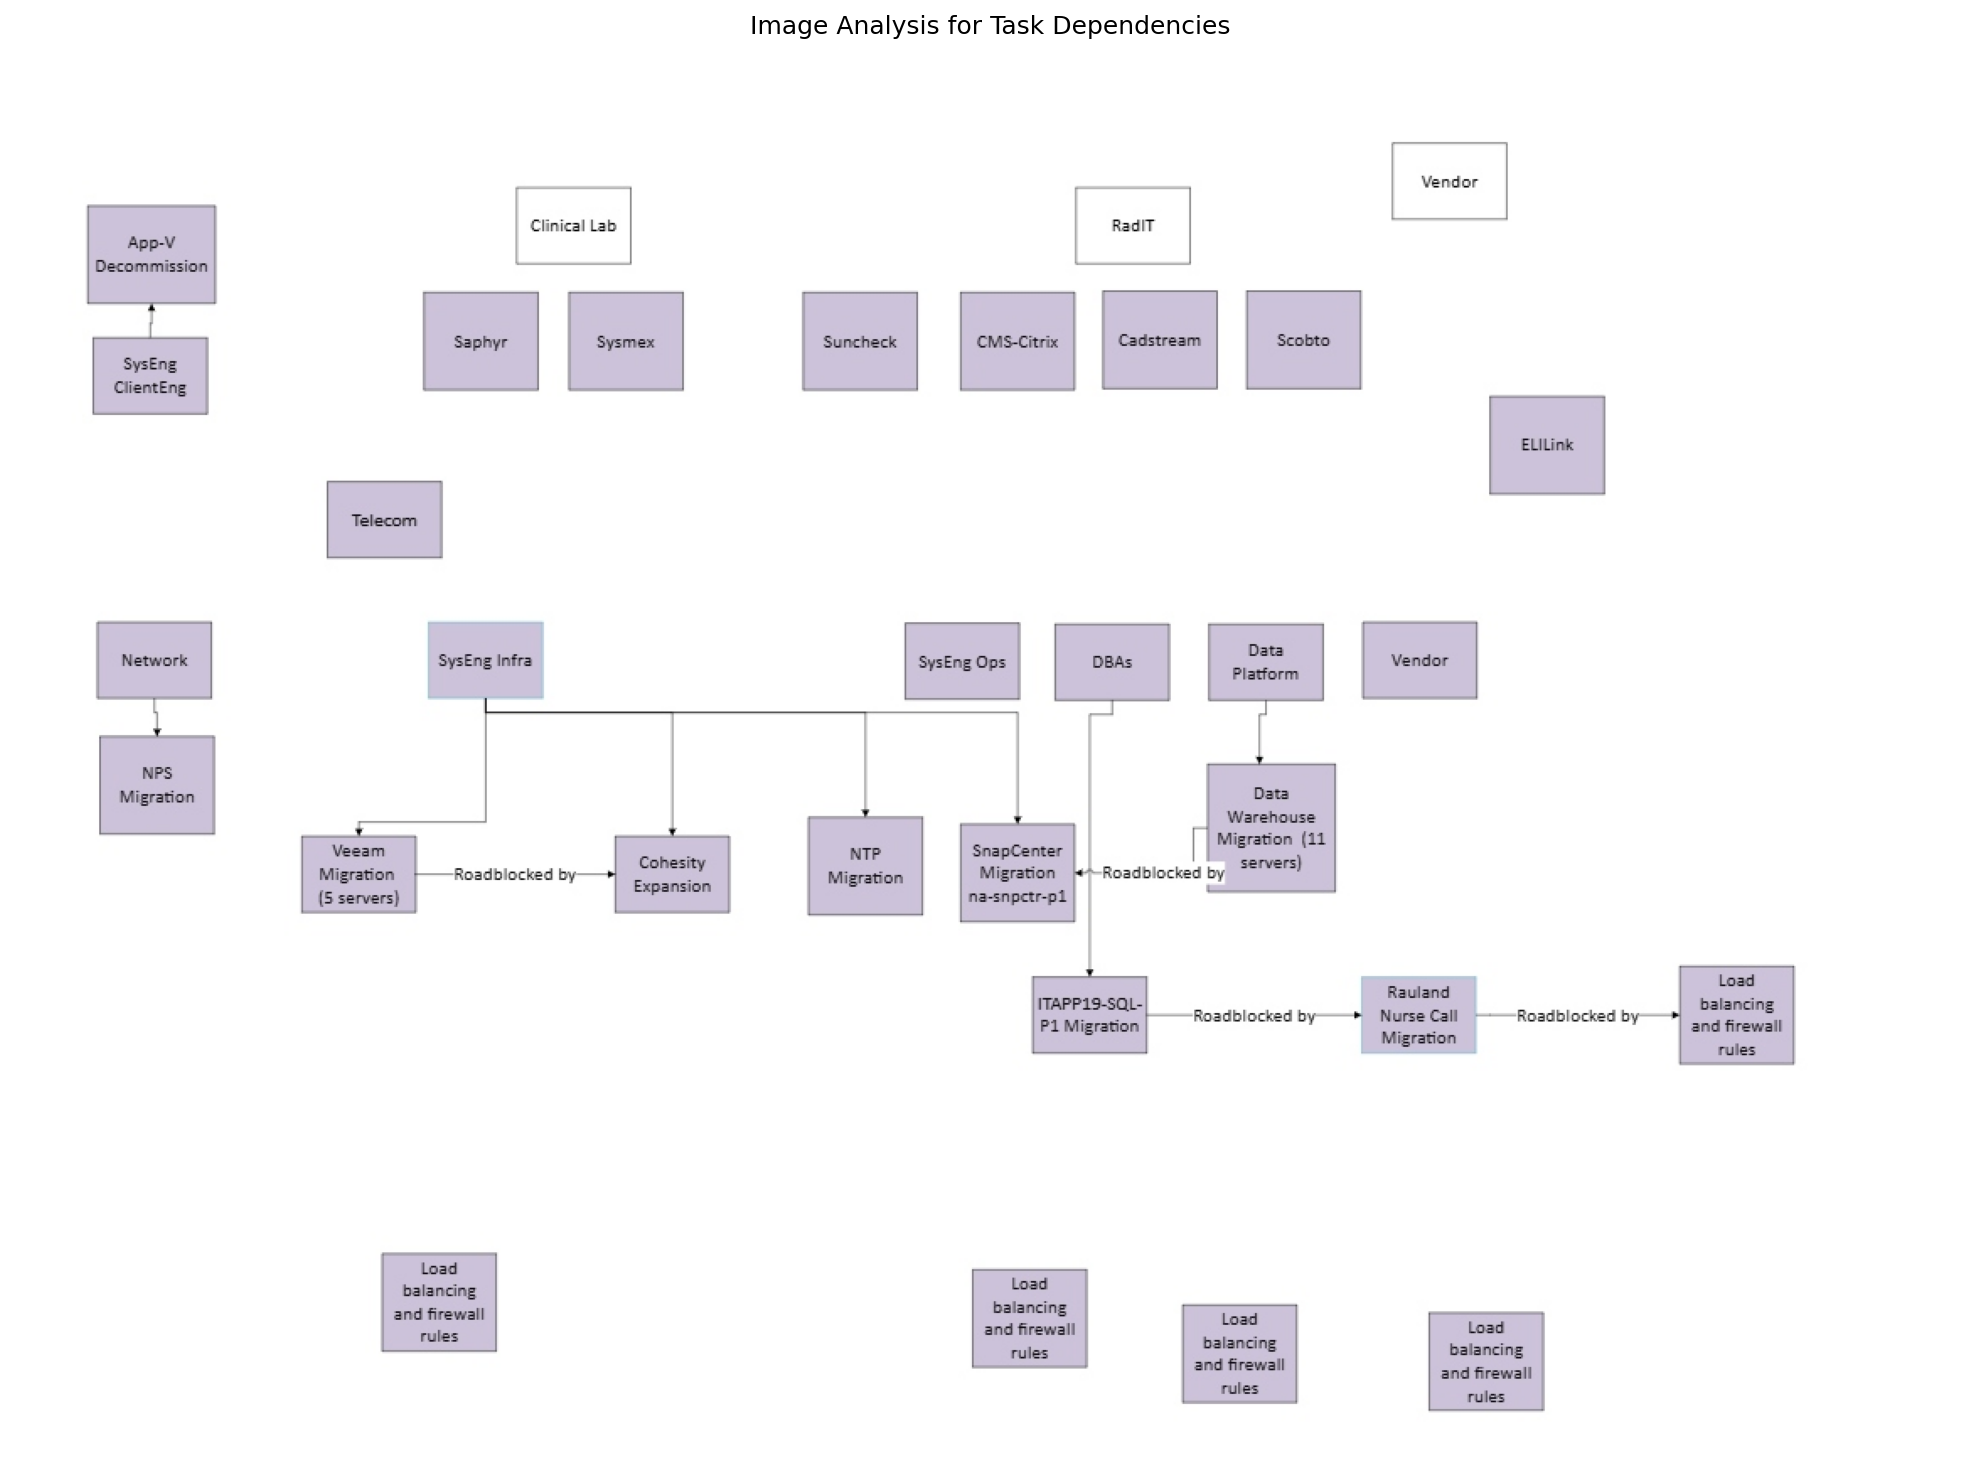 Image Analysis for Task Dependencies
Vendor
Clinical Lab
RadIT
App-V
Decommission
Saphyr
Sysmex
Suncheck
CMS-Citrix
Cadstream
Scobto
SysEng
ClientEng
ELILink
Telecom
Network
SysEng Infra
SysEng Ops
DBAs
Data
Platform
Vendor
NPS
Migration
Veeam
Migration
(5 servers)
Roadblocked by
Cohesity
Expansion
NTP
Migration
SnapCenter
Migration
na-snpctr-p1
Roadblocked by
Data
Warehouse
Migration (11
servers)
ITAPP19-SQL-
P1 Migration
Roadblocked by
Rauland
Nurse Call
Migration
Roadblocked by
Load
balancing
and firewall
rules
Load
balancing
and firewall
rules
Load
balancing
and firewall
rules
Load
balancing
and firewall
rules
Load
balancing
and firewall
rules